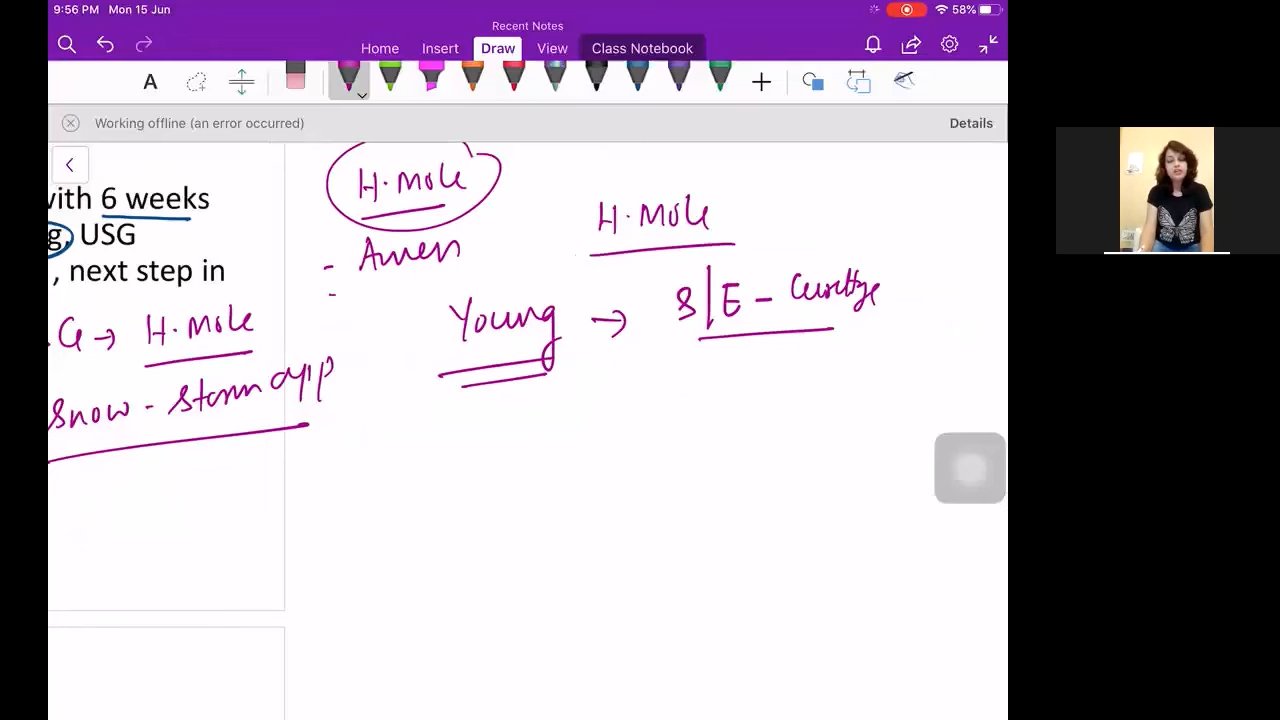 9:56 PM Mon 15 Jun
58%
Recent Notes
Home Insert Draw View Class Notebook
A
Working offline (an error occurred) Details
with 6 weeks
g, USG
, next step in
.G → H.Mole
Snow - Storm app
H.Mole
- Amen
-
H.Mole
Young → S|E - Curettge